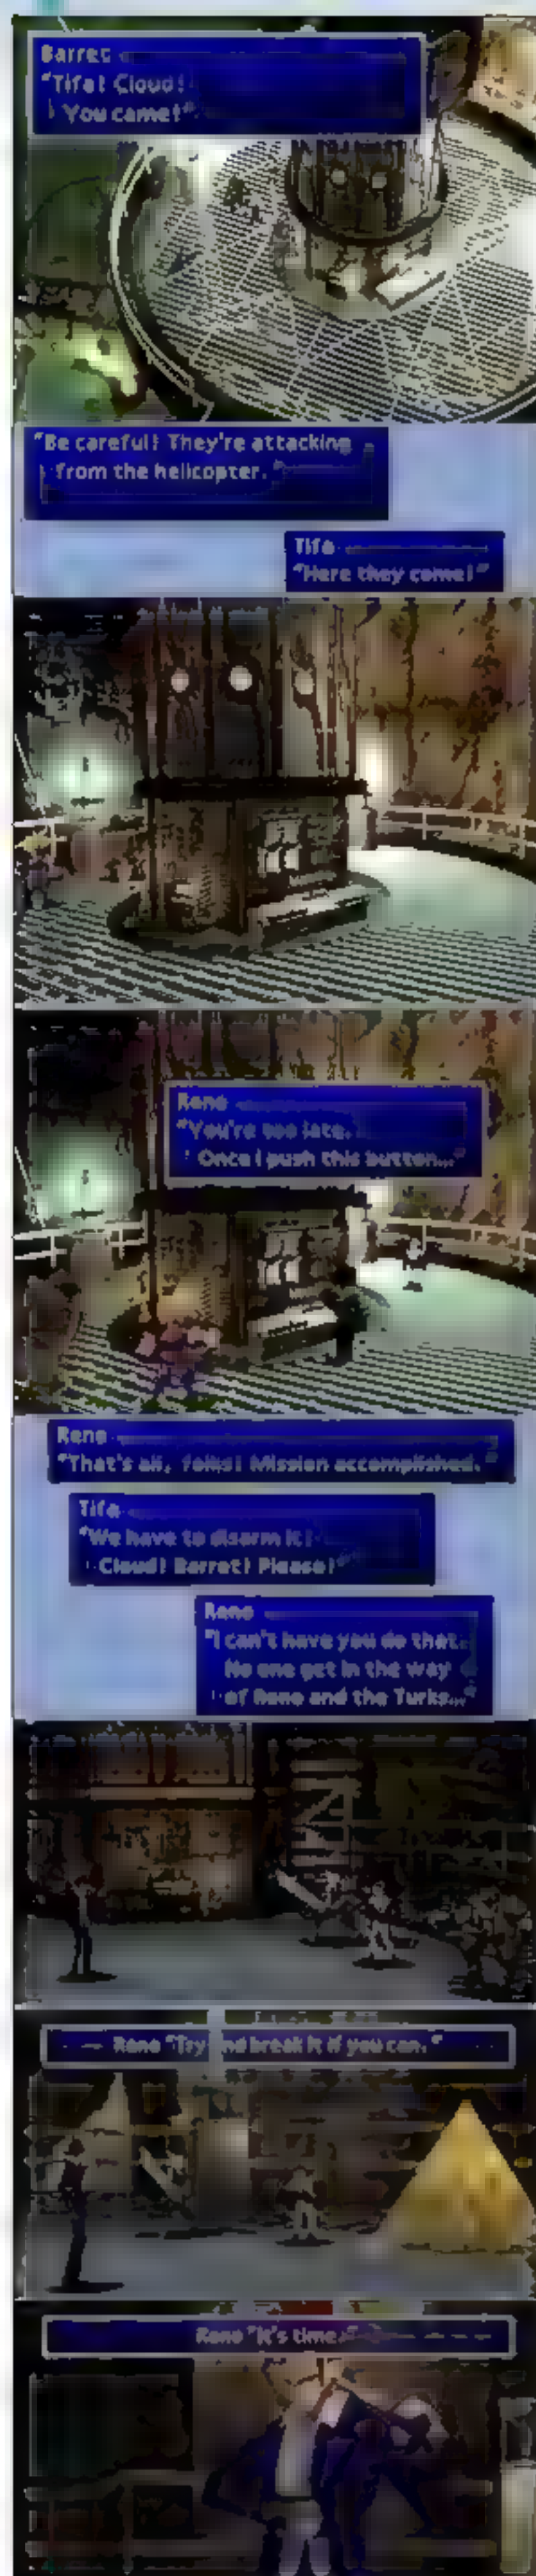 Barret
"Tifa! Cloud!
You came!"
"Be careful! They're attacking
from the helicopter."
Tifa
"Here they come!"
Reno
"You're too late.
Once I push this button..."
Reno
"That's all, folks! Mission accomplished."
Tifa
"We have to disarm it!
Cloud! Barret! Please!"
Reno
"I can't have you do that.
No one get in the way
of Reno and the Turks..."
Reno "Try nd break it if you can."
Reno "It's time."